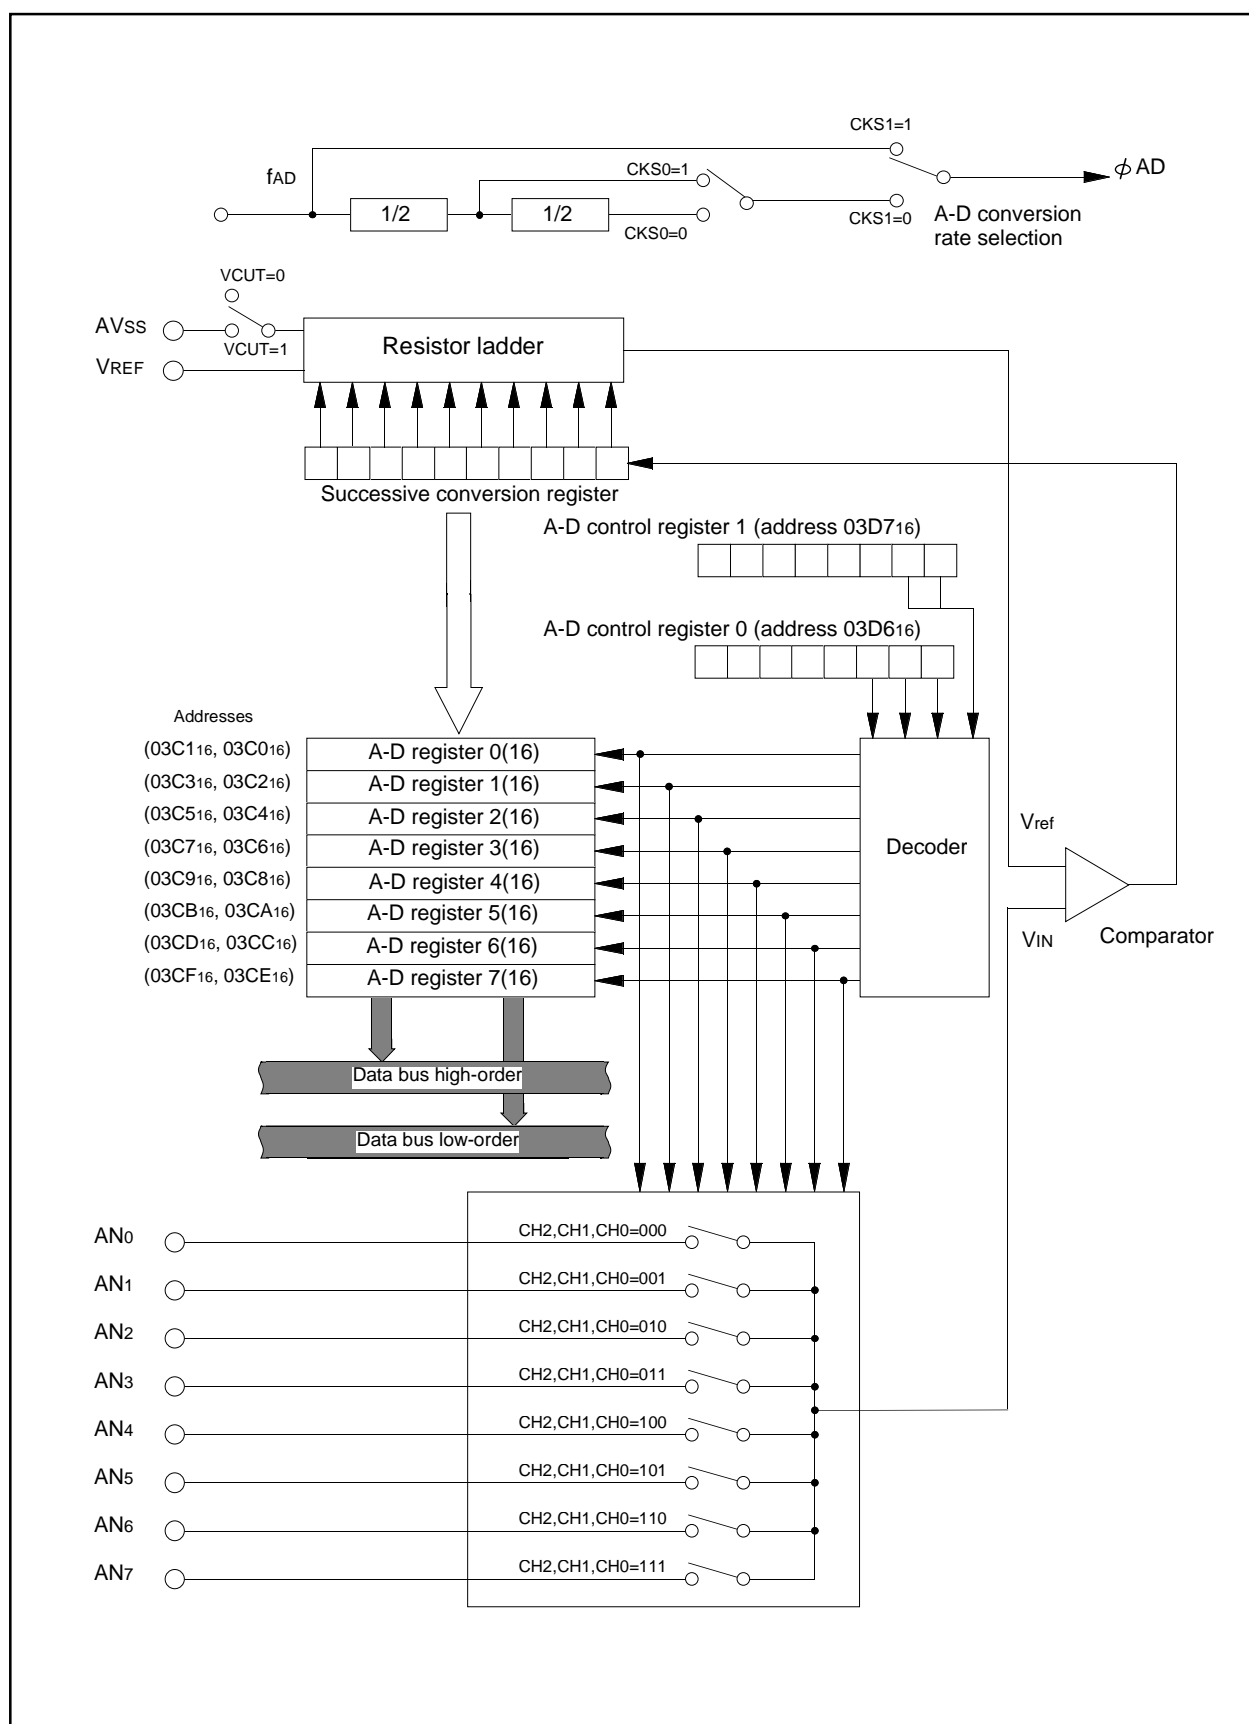 CKS1=1
fAD
CKS0=1
ϕ AD
1/2
1/2
CKS0=0
CKS1=0
A-D conversion
rate selection
VCUT=0
AVSS
VCUT=1
Resistor ladder
VREF
Successive conversion register
A-D control register 1 (address 03D716)
A-D control register 0 (address 03D616)
Addresses
(03C116, 03C016)
A-D register 0(16)
(03C316, 03C216)
A-D register 1(16)
(03C516, 03C416)
A-D register 2(16)
(03C716, 03C616)
A-D register 3(16)
(03C916, 03C816)
A-D register 4(16)
(03CB16, 03CA16)
A-D register 5(16)
(03CD16, 03CC16)
A-D register 6(16)
(03CF16, 03CE16)
A-D register 7(16)
Decoder
Vref
VIN
Comparator
Data bus high-order
Data bus low-order
AN0
CH2,CH1,CH0=000
AN1
CH2,CH1,CH0=001
AN2
CH2,CH1,CH0=010
AN3
CH2,CH1,CH0=011
AN4
CH2,CH1,CH0=100
AN5
CH2,CH1,CH0=101
AN6
CH2,CH1,CH0=110
AN7
CH2,CH1,CH0=111